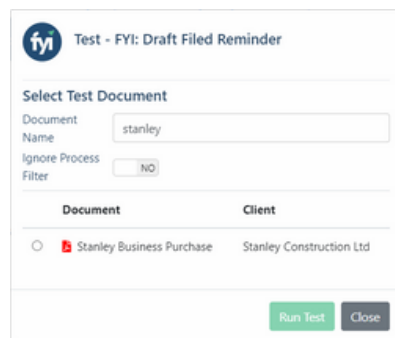 fyi Test - FYI: Draft Filed Reminder
Select Test Document
Document
Name
stanley
Ignore Process
Filter
NO
Document Client
Stanley Business Purchase Stanley Construction Ltd
Run Test Close